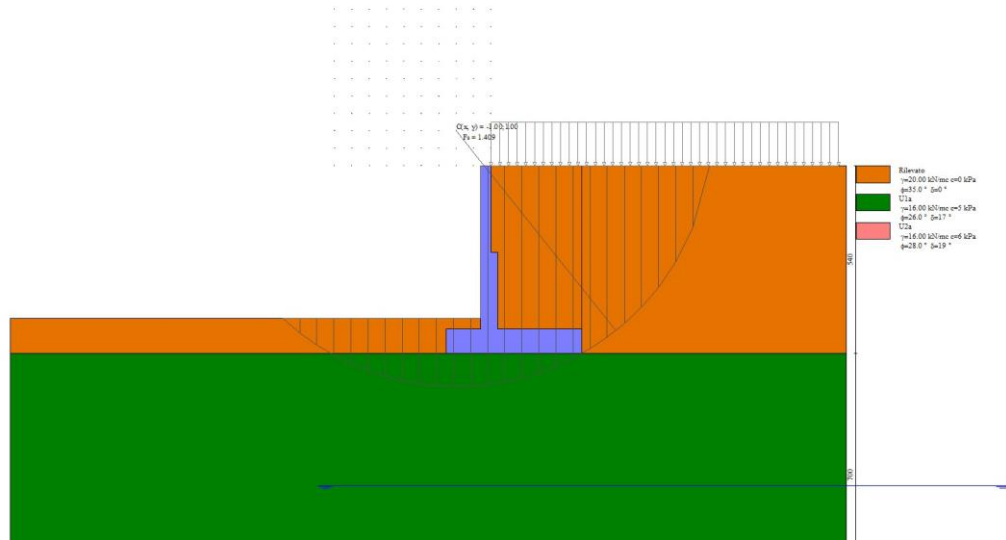 C(x, y) = -1.00; 1.00
Fs = 1.409
Rilevato
γ=20.00 kN/mc c=0 kPa
ϕ=35.0 ° δ=0 °
U1a
γ=16.00 kN/mc c=5 kPa
ϕ=26.0 ° δ=17 °
U2a
γ=16.00 kN/mc c=6 kPa
ϕ=28.0 ° δ=19 °
540
700